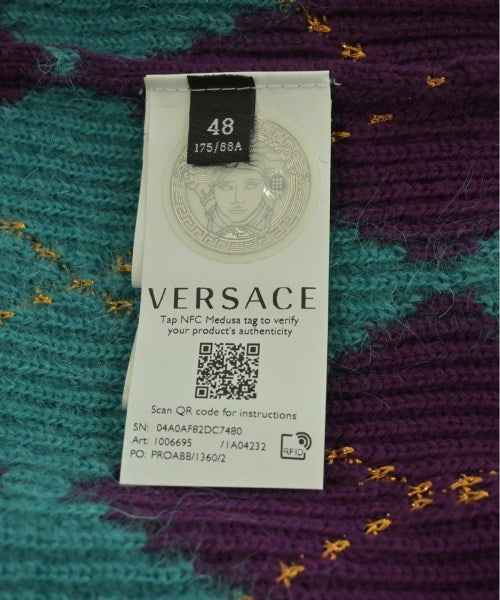 48
175/88A
VERSACE
Tap NFC Medusa tag to verify
your product's authenticity
Scan QR code for instructions
SN: 04A0AFB2DC7480
Art: 1006695 /1A04232
PO: PROABB/1360/2
RFID